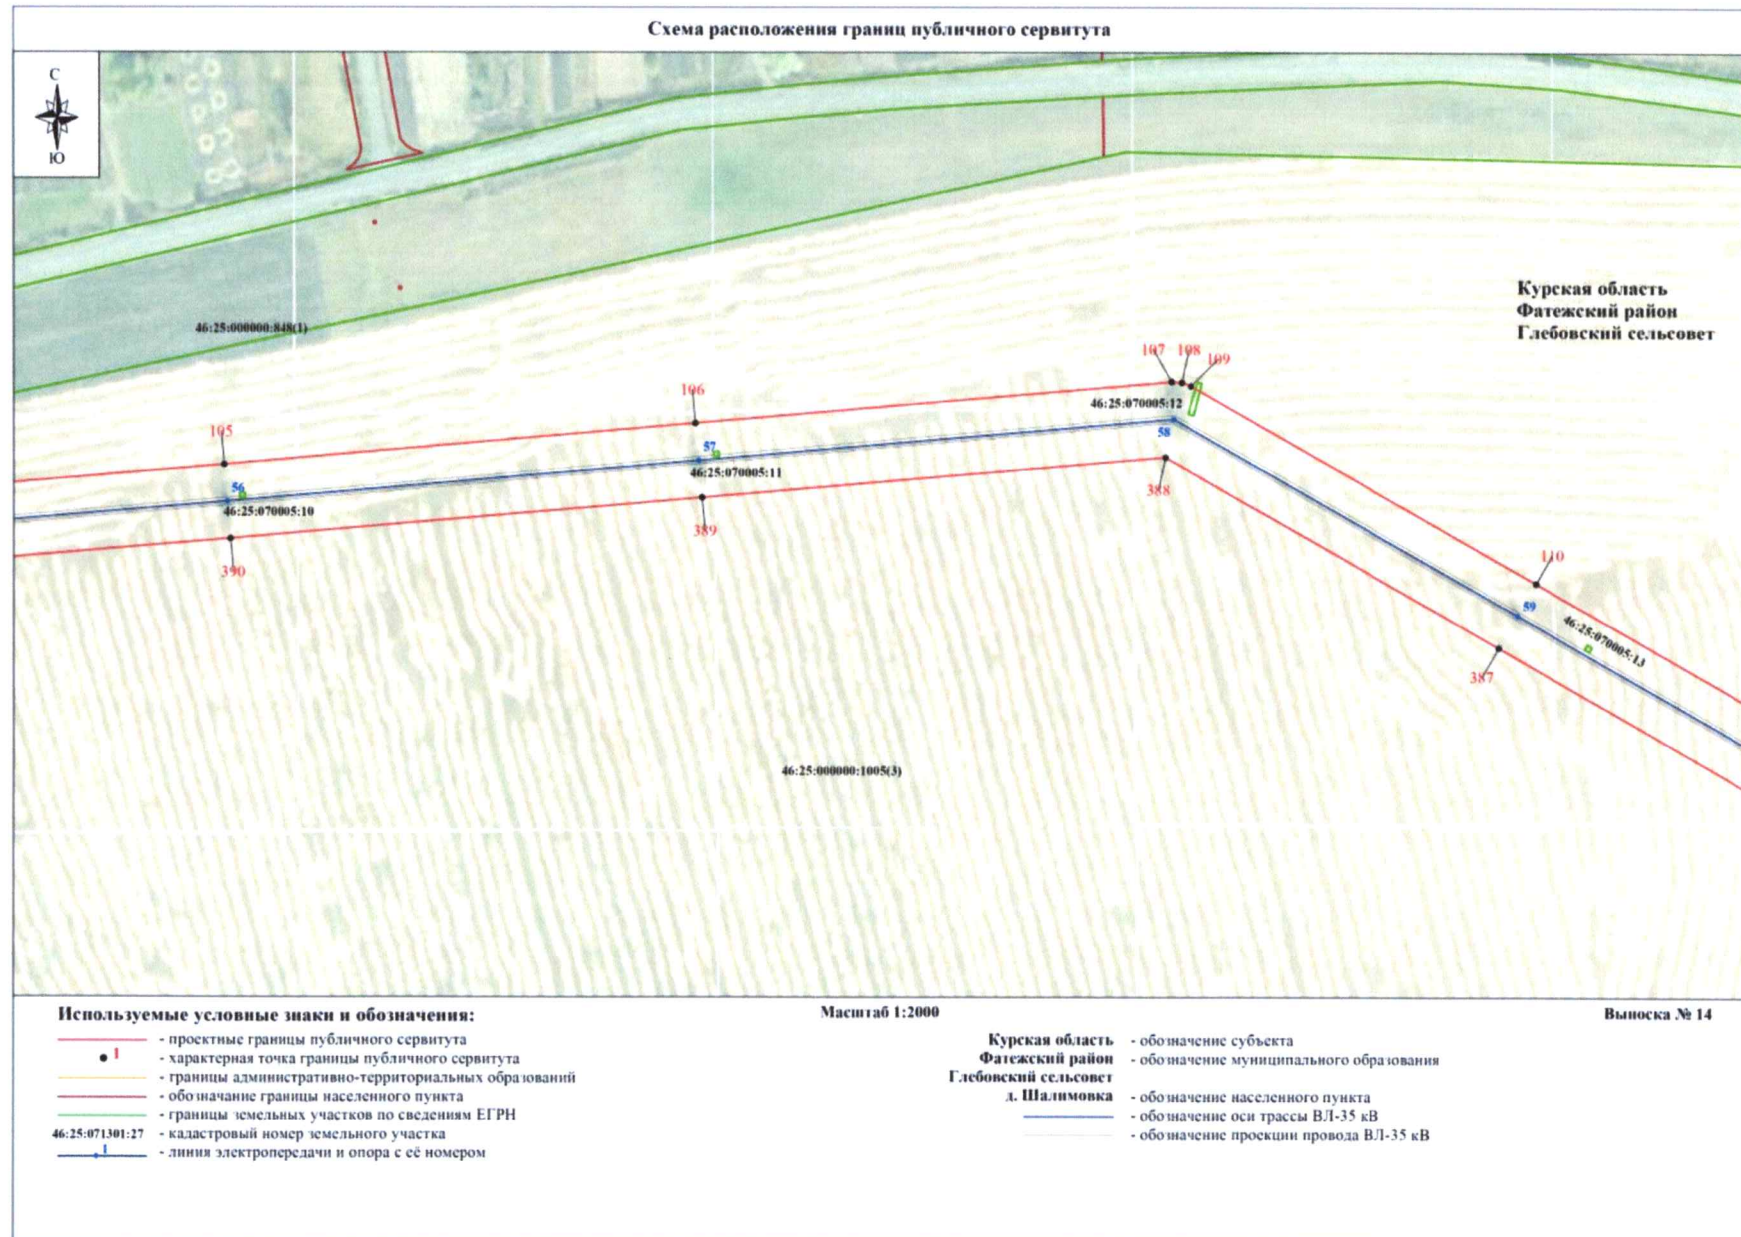 Схема расположения границ публичного сервитута
С
Ю
Курская область
Фатежский район
Глебовский сельсовет
46:25:000000:848(1)
107
108
109
106
46:25:070005:12
105
57
58
46:25:070005:11
388
56
46:25:070005:10
389
390
110
59
46:25:070005:13
387
46:25:000000:1005(3)
Используемые условные знаки и обозначения:
- проектные границы публичного сервитута
1 - характерная точка границы публичного сервитута
- границы административно-территориальных образований
- обозначание границы населенного пункта
- границы земельных участков по сведениям ЕГРН
46:25:071301:27 - кадастровый номер земельного участка
1 - линия электропередачи и опора с её номером
Масштаб 1:2000
Выноска № 14
Курская область - обозначение субъекта
Фатежский район - обозначение муниципального образования
Глебовский сельсовет
д. Шалимовка - обозначение населенного пункта
- обозначение оси трассы ВЛ-35 кВ
- обозначение проекции провода ВЛ-35 кВ